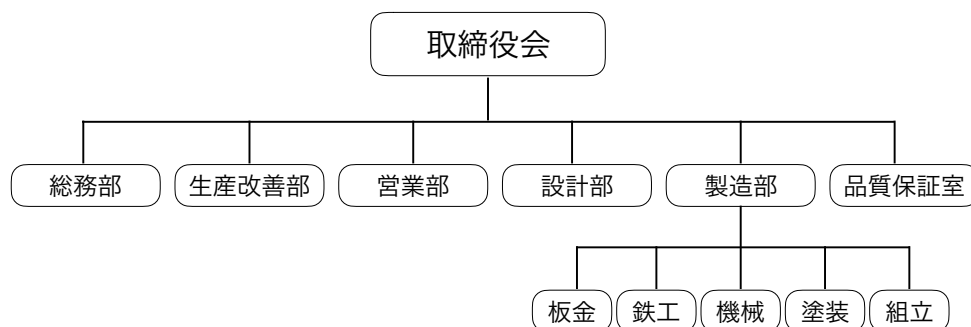 取締役会
総務部 生産改善部 営業部 設計部 製造部 品質保証室
板金 鉄工 機械 塗装 組立